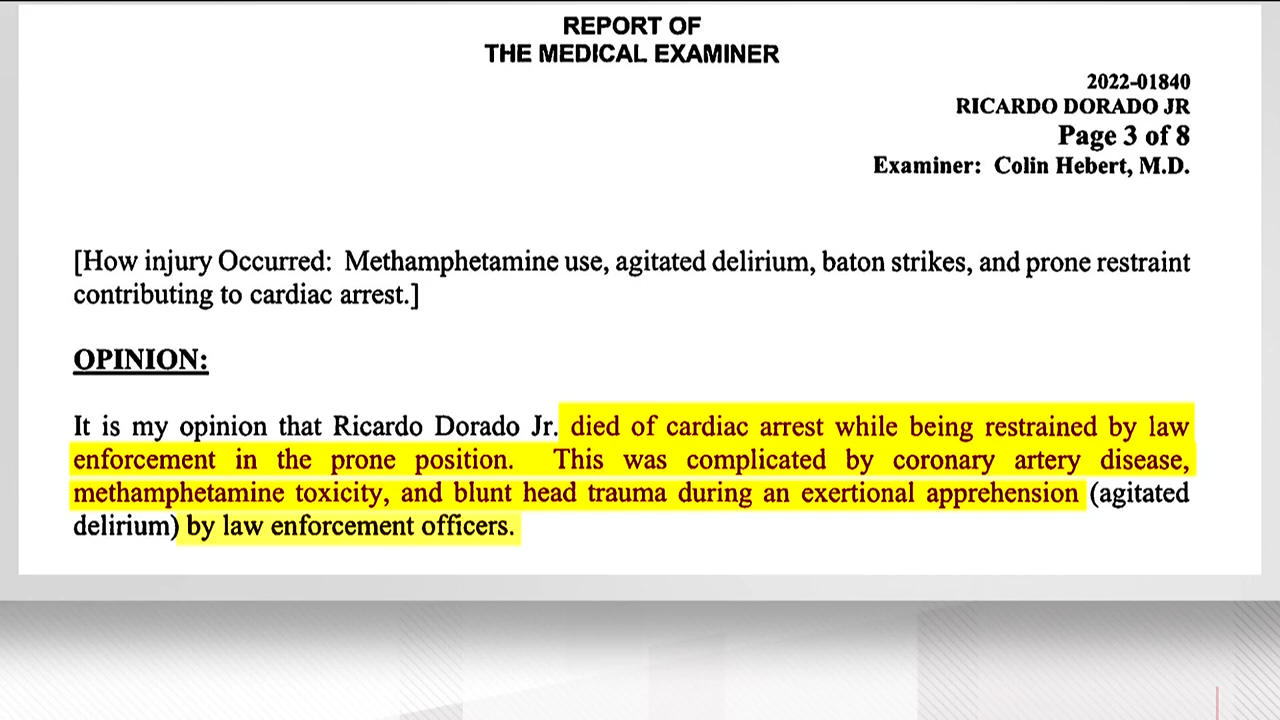 REPORT OF
THE MEDICAL EXAMINER
2022-01840
RICARDO DORADO JR
Page 3 of 8
Examiner: Colin Hebert, M.D.
[How injury Occurred: Methamphetamine use, agitated delirium, baton strikes, and prone restraint
contributing to cardiac arrest.]
OPINION:
It is my opinion that Ricardo Dorado Jr. died of cardiac arrest while being restrained by law
enforcement in the prone position. This was complicated by coronary artery disease,
methamphetamine toxicity, and blunt head trauma during an exertional apprehension (agitated
delirium) by law enforcement officers.